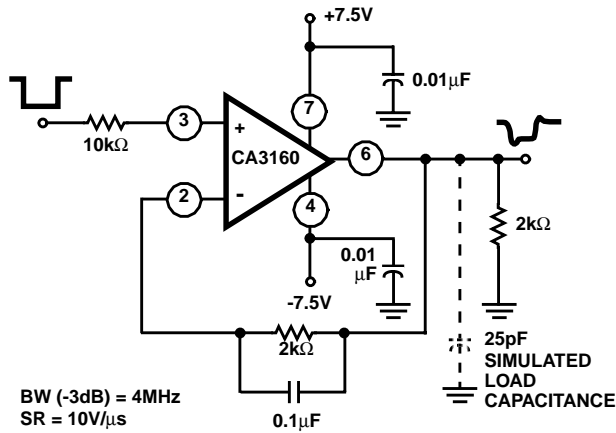 +7.5V
0.01μF
7
3
+
10kΩ
CA3160
6
2
-
4
2kΩ
0.01
μF
-7.5V
2kΩ
25pF
SIMULATED
LOAD
CAPACITANCE
0.1μF
BW (-3dB) = 4MHz
SR = 10V/μs